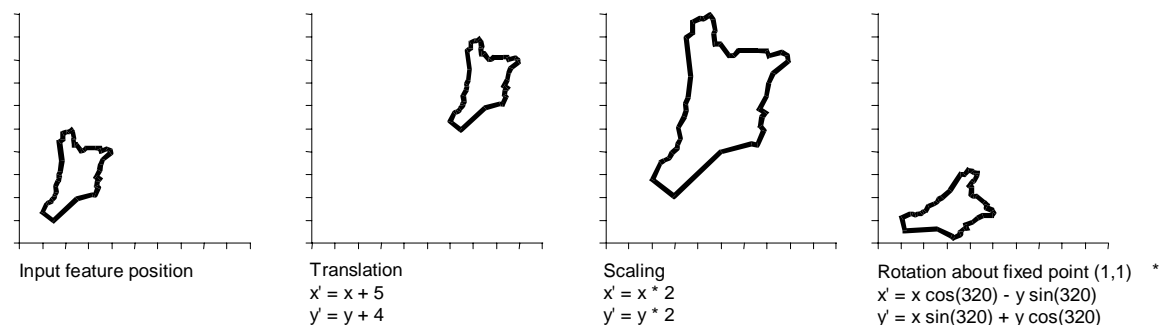 Input feature position
Translation
x' = x + 5
y' = y + 4
Scaling
x' = x * 2
y' = y * 2
Rotation about fixed point (1,1) *
x' = x cos(320) - y sin(320)
y' = x sin(320) + y cos(320)